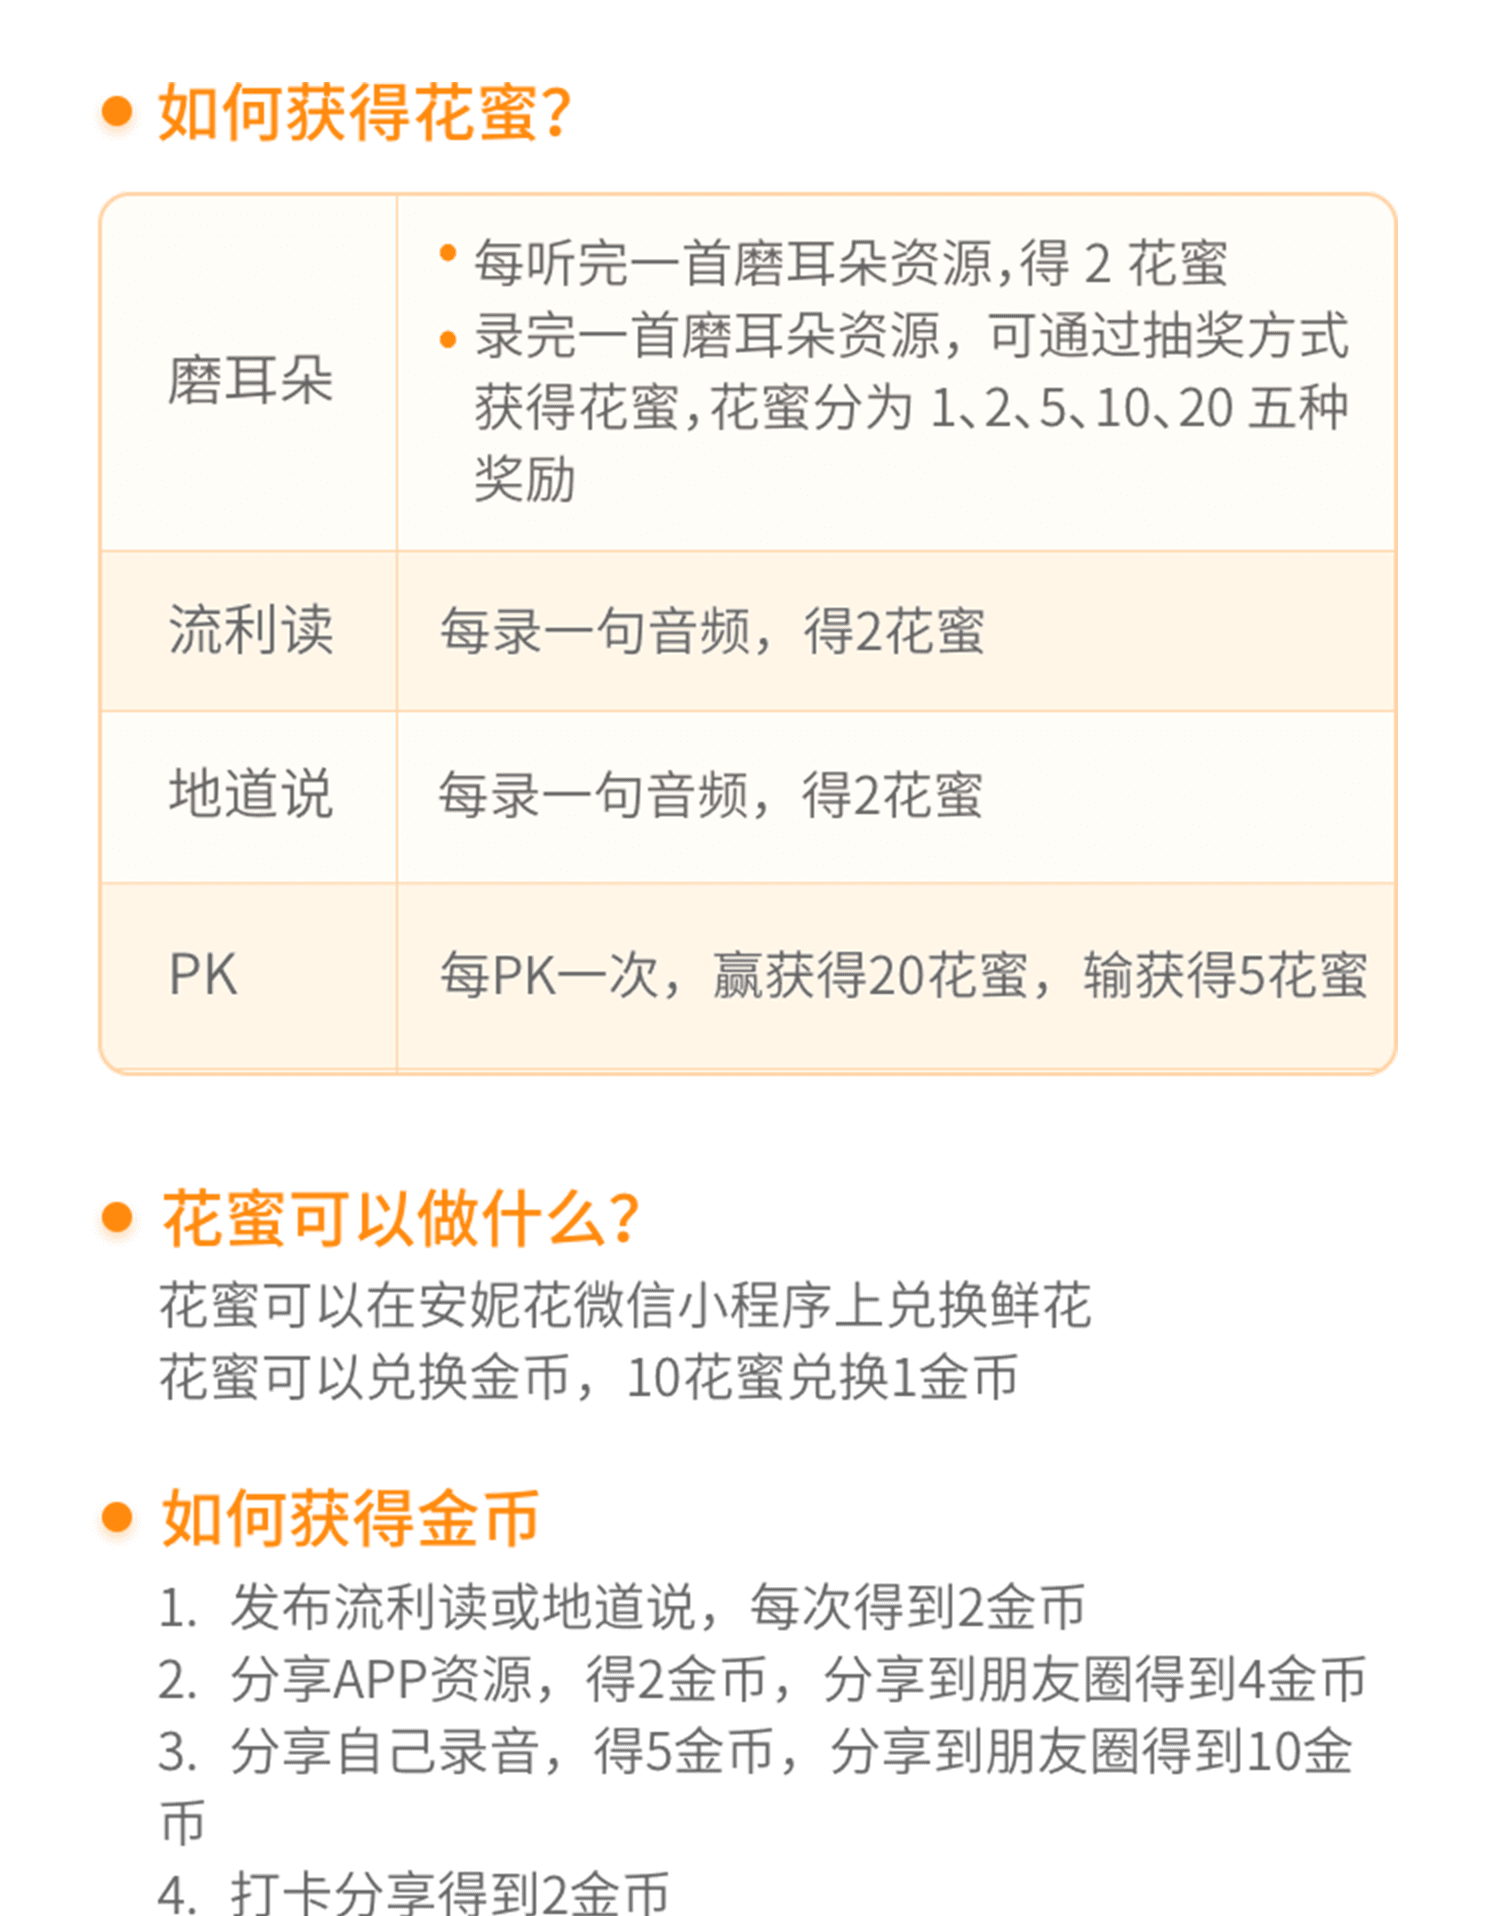 如何获得花蜜？
磨耳朵
每听完一首磨耳朵资源，得 2 花蜜
录完一首磨耳朵资源，可通过抽奖方式
获得花蜜，花蜜分为 1、2、5、10、20 五种
奖励
流利读
每录一句音频，得2花蜜
地道说
每录一句音频，得2花蜜
PK
每PK一次，赢获得20花蜜，输获得5花蜜
花蜜可以做什么？
花蜜可以在安妮花微信小程序上兑换鲜花
花蜜可以兑换金币，10花蜜兑换1金币
如何获得金币
1. 发布流利读或地道说，每次得到2金币
2. 分享APP资源，得2金币，分享到朋友圈得到4金币
3. 分享自己录音，得5金币，分享到朋友圈得到10金
币
4. 打卡分享得到2金币